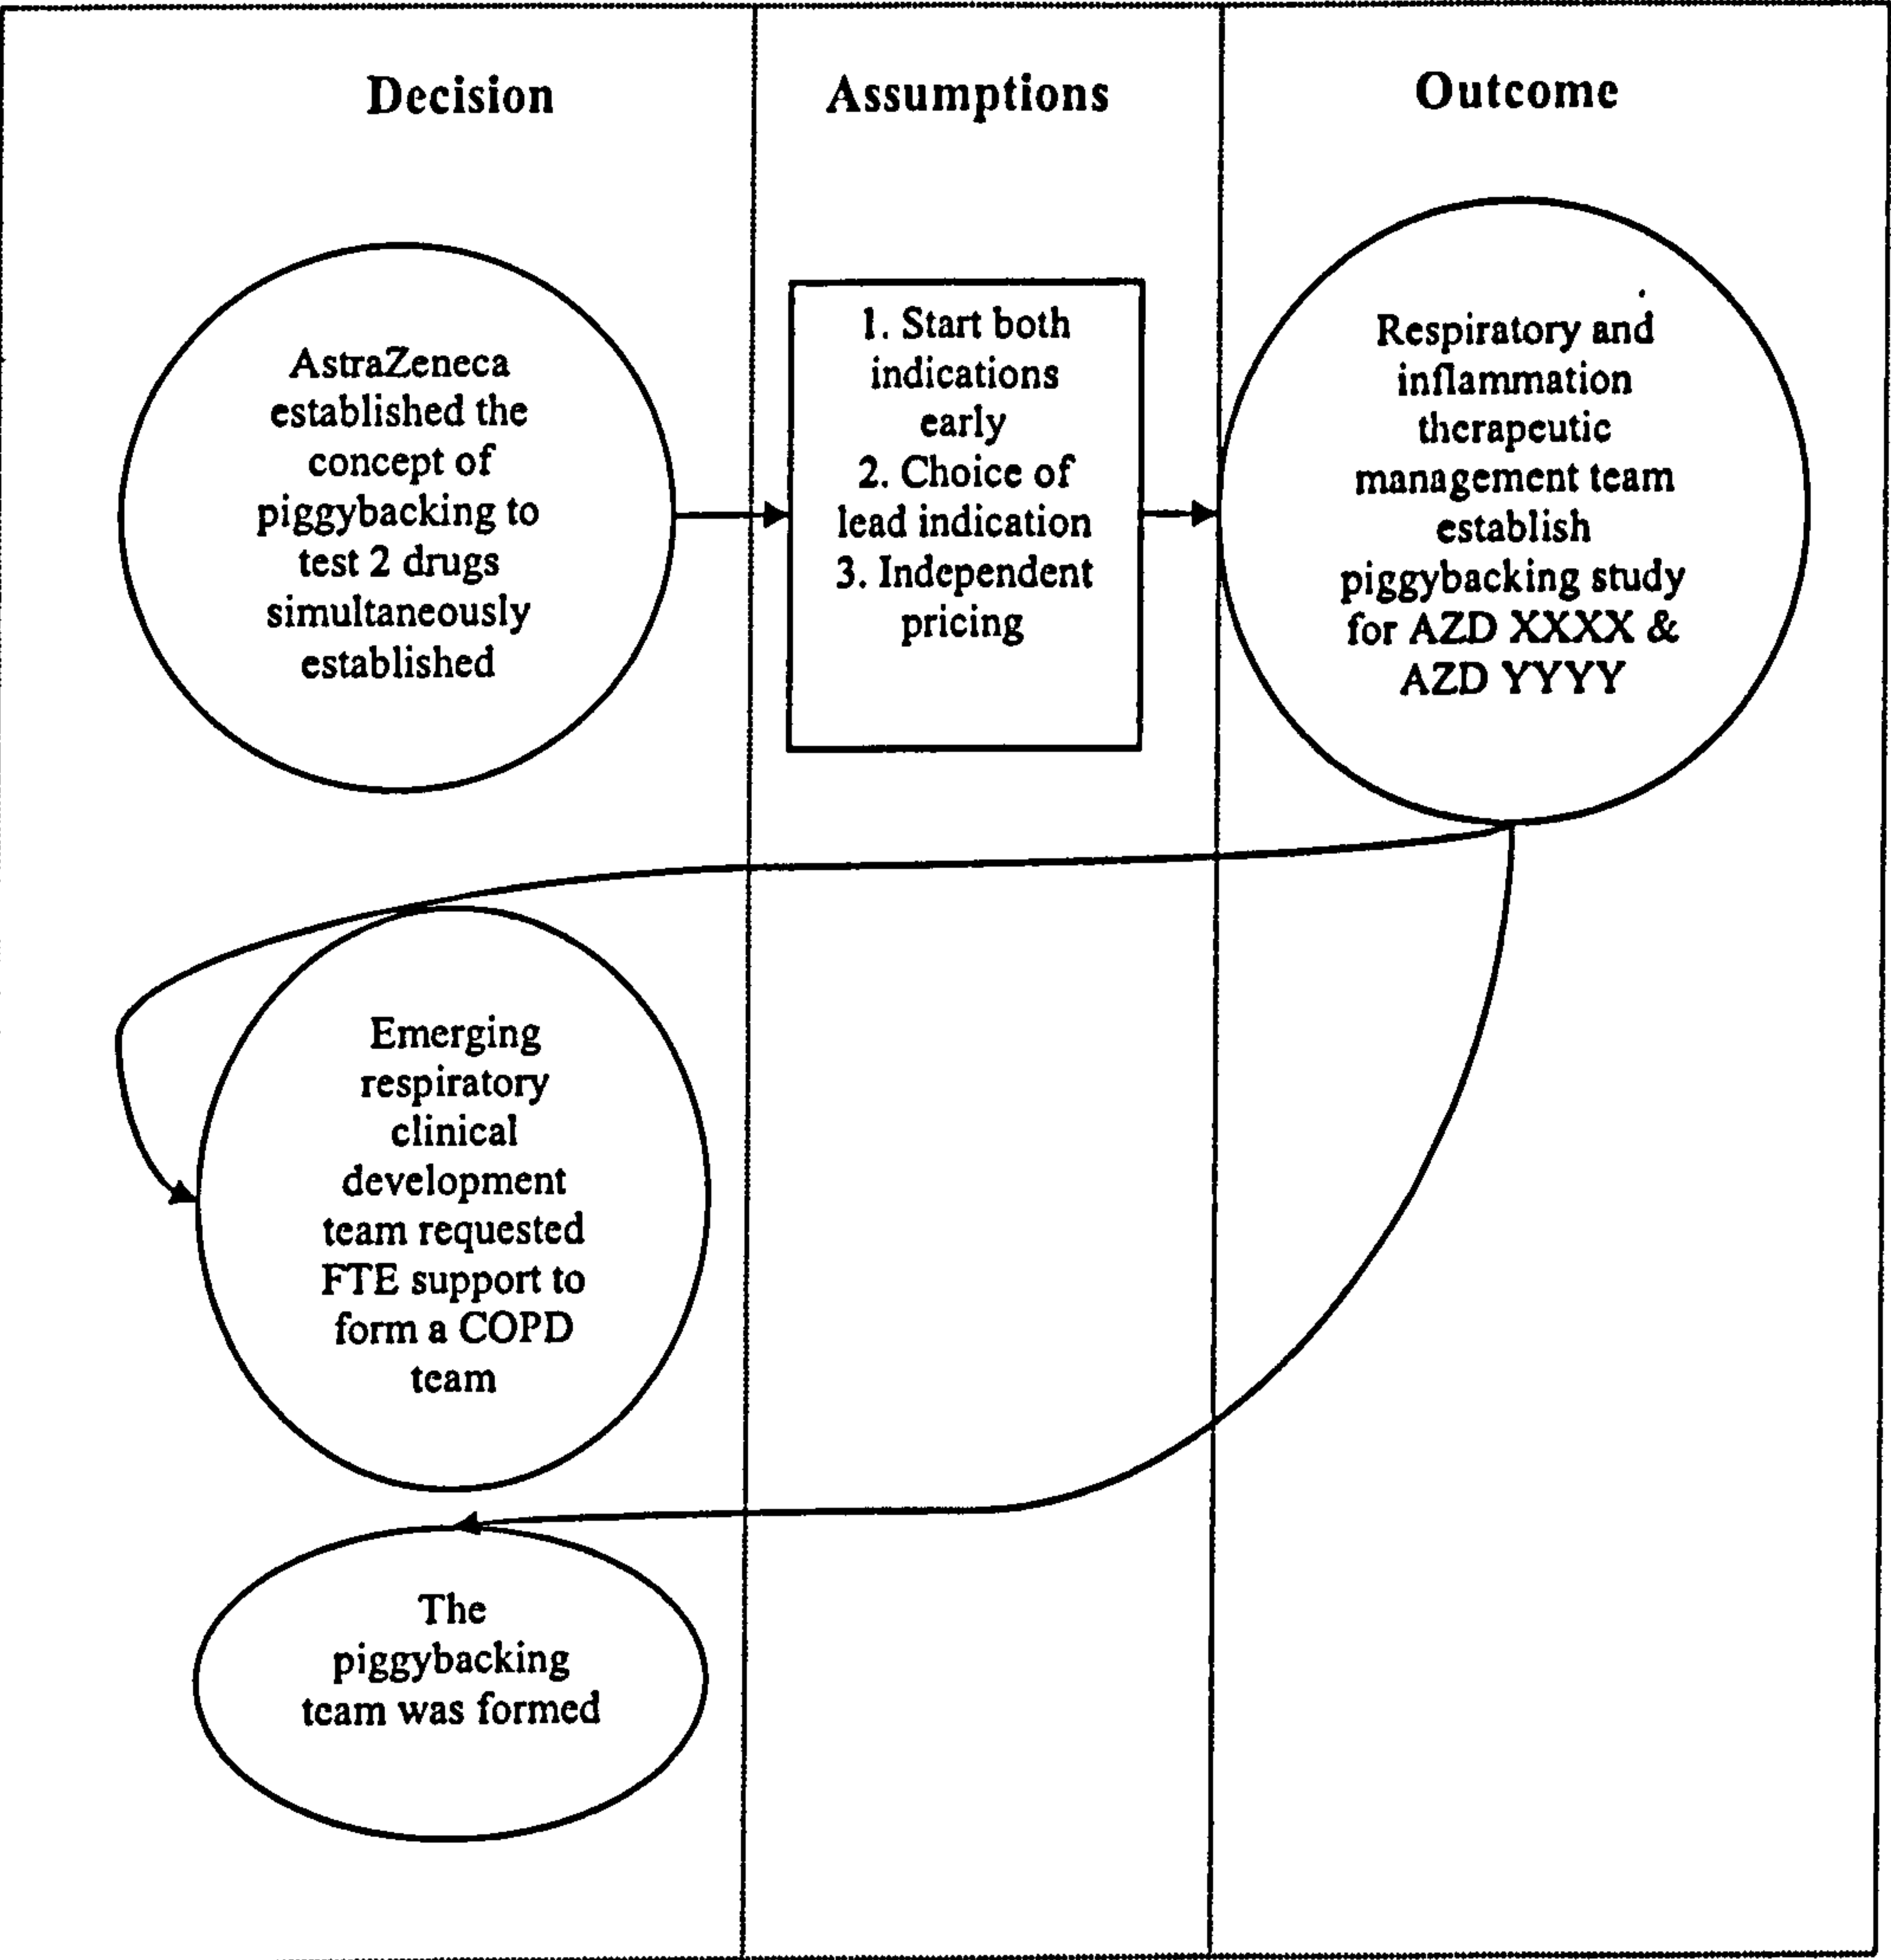 Decision
Assumptions
Outcome
AstraZeneca
established the
concept of
piggybacking to
test 2 drugs
simultaneously
established
1. Start both
indications
early
2. Choice of
lead indication
3. Independent
pricing
Respiratory and
inflammation
therapeutic
management team
establish
piggybacking study
for AZD XXXX &
AZD YYYY
Emerging
respiratory
clinical
development
team requested
FTE support to
form a COPD
team
The
piggybacking
team was formed